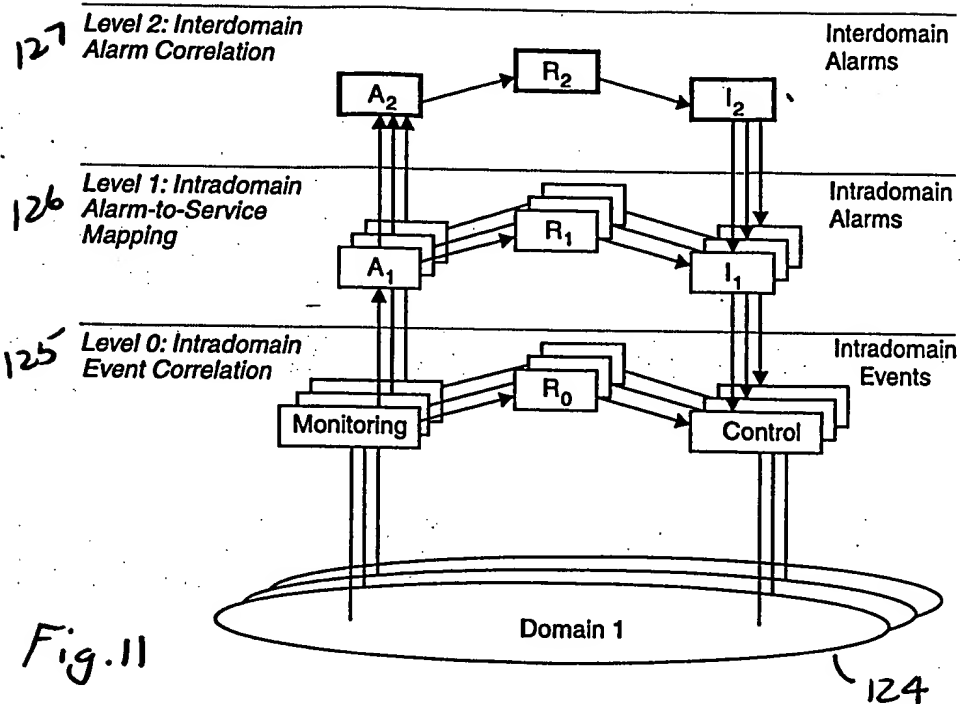 127
Level 2: Interdomain
Alarm Correlation
Interdomain
Alarms
A2
R2
I2
126
Level 1: Intradomain
Alarm-to-Service
Mapping
Intradomain
Alarms
A1
R1
I1
125
Level 0: Intradomain
Event Correlation
Intradomain
Events
Monitoring
R0
Control
Domain 1
Fig.11
124